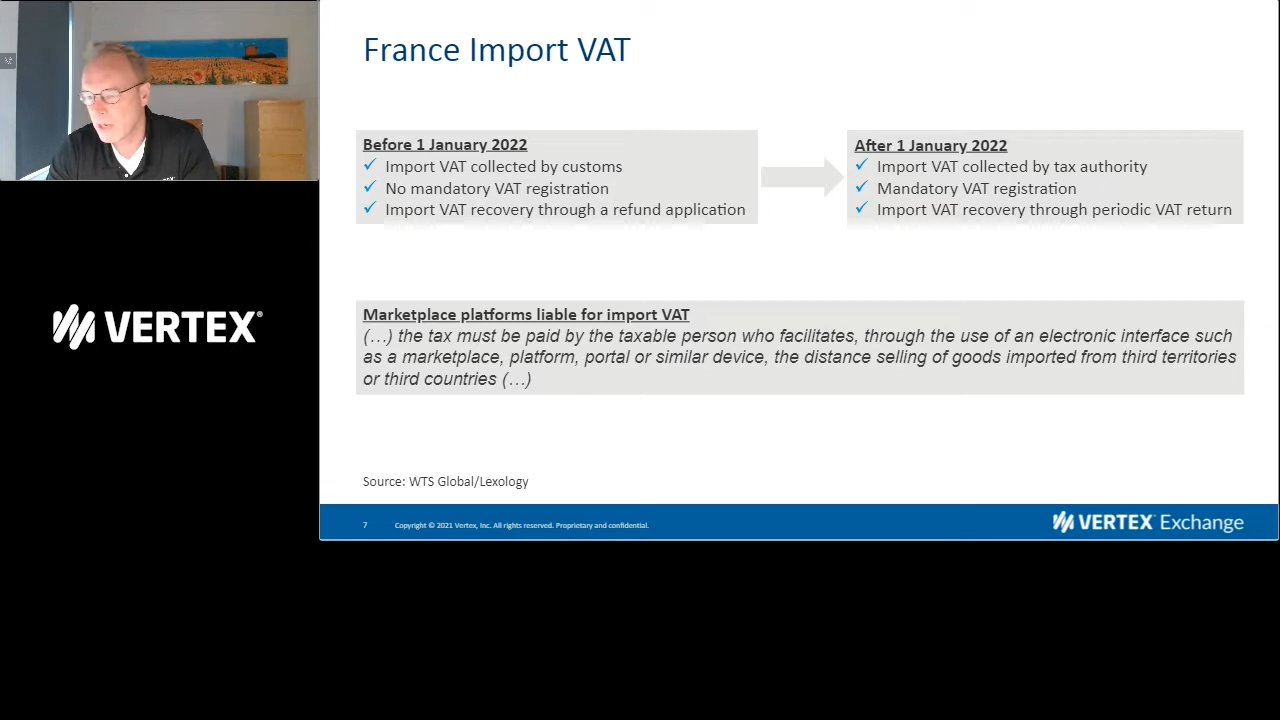 France Import VAT
Before 1 January 2022
Import VAT collected by customs
No mandatory VAT registration
Import VAT recovery through a refund application
After 1 January 2022
Import VAT collected by tax authority
Mandatory VAT registration
Import VAT recovery through periodic VAT return
VERTEX®
Marketplace platforms liable for import VAT
(…) the tax must be paid by the taxable person who facilitates, through the use of an electronic interface such
as a marketplace, platform, portal or similar device, the distance selling of goods imported from third territories
or third countries (…)
Source: WTS Global/Lexology
7
Copyright © 2021 Vertex, Inc. All rights reserved. Proprietary and confidential.
VERTEX Exchange